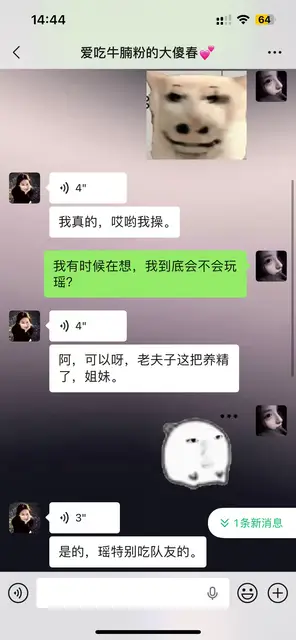 14:44
64
爱吃牛腩粉的大傻春💕
4"
我真的，哎哟我操。
我有时候在想，我到底会不会玩
瑶？
4"
阿，可以呀，老夫子这把养精
了，姐妹。
3"
1条新消息
是的，瑶特别吃队友的。